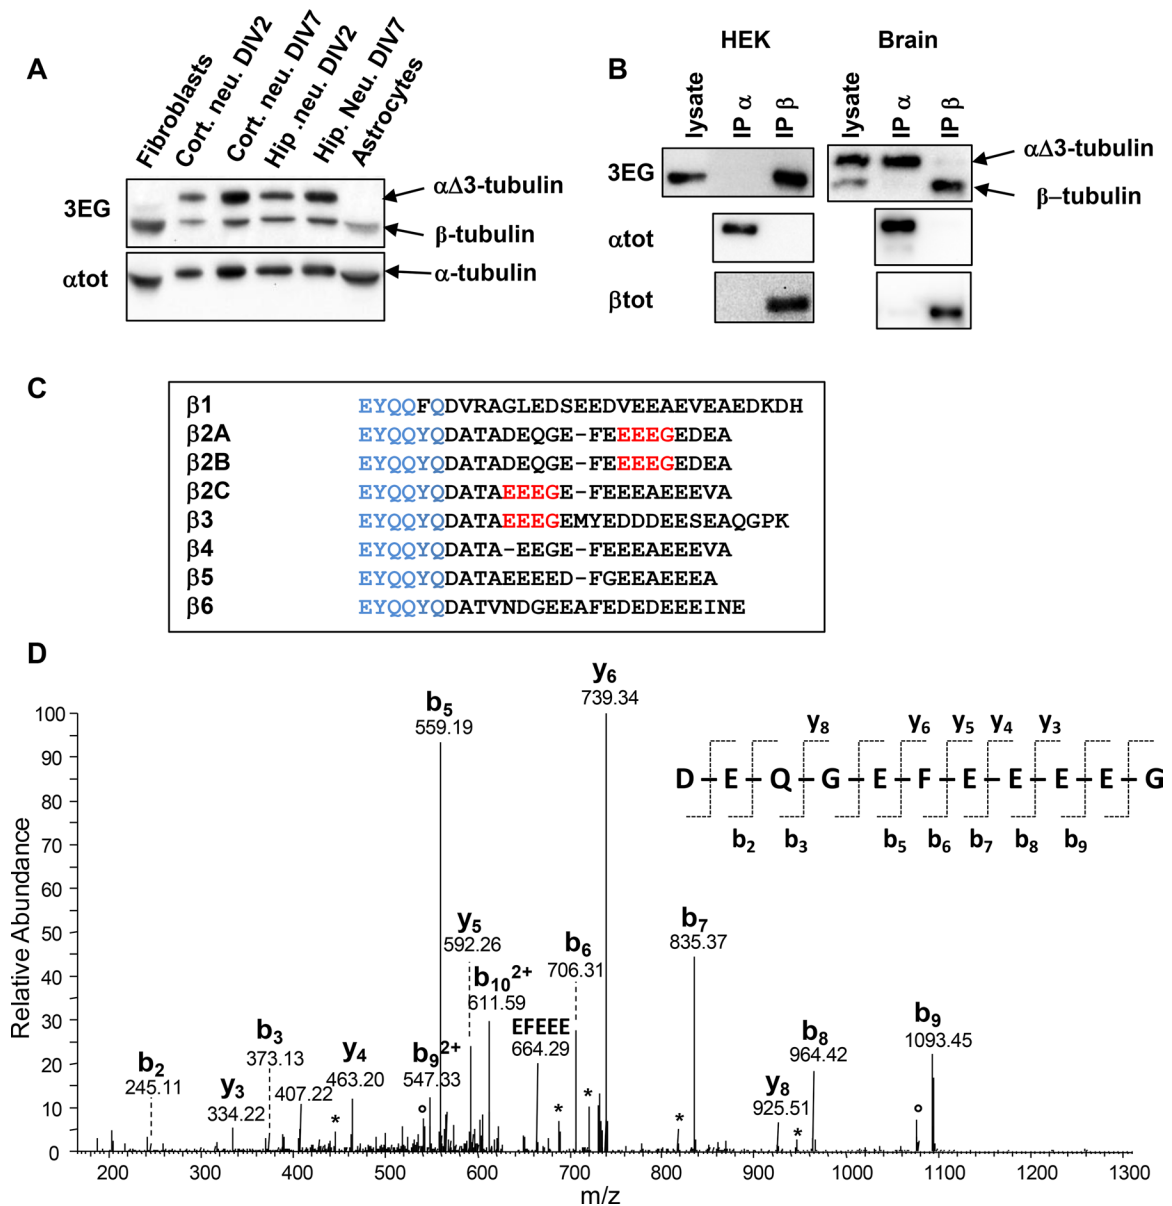 A
Fibroblasts
Cort. neu. DIV2
Cort. neu. DIV7
Hip .neu. DIV2
Hip. Neu. DIV7
Astrocytes
3EG
αΔ3-tubulin
β-tubulin
αtot
α-tubulin
B
HEK
Brain
lysate
IP α
IP β
lysate
IP α
IP β
3EG
αΔ3-tubulin
β–tubulin
αtot
βtot
C
β1 EYQQFQDVRAGLEDSEEDVEEAEVEAEDKDH
β2A EYQQYQDATADEQGE-FEEEEGEDEA
β2B EYQQYQDATADEQGE-FEEEEGEDEA
β2C EYQQYQDATAEEEGE-FEEEAEEEVA
β3 EYQQYQDATAEEEGEMYEDDDEESEAQGPK
β4 EYQQYQDATA-EEGE-FEEEAEEEVA
β5 EYQQYQDATAEEEED-FGEEAEEEA
β6 EYQQYQDATVNDGEEAFEDEDEEEINE
D
Relative Abundance
100
90
80
70
60
50
40
30
20
10
0
b2
245.11
y3
334.22
b3
373.13
407.22
*
y4
463.20
b9 2+
547.33
°
b5
559.19
y5
592.26
b10 2+
611.59
EFEEE
664.29
*
b6
706.31
*
y6
739.34
*
b7
835.37
y8
925.51
*
b8
964.42
°
b9
1093.45
y8 y6 y5 y4 y3
D-E-Q-G-E-F-E-E-E-E-G
b2 b3 b5 b6 b7 b8 b9
200 300 400 500 600 700 800 900 1000 1100 1200 1300
m/z